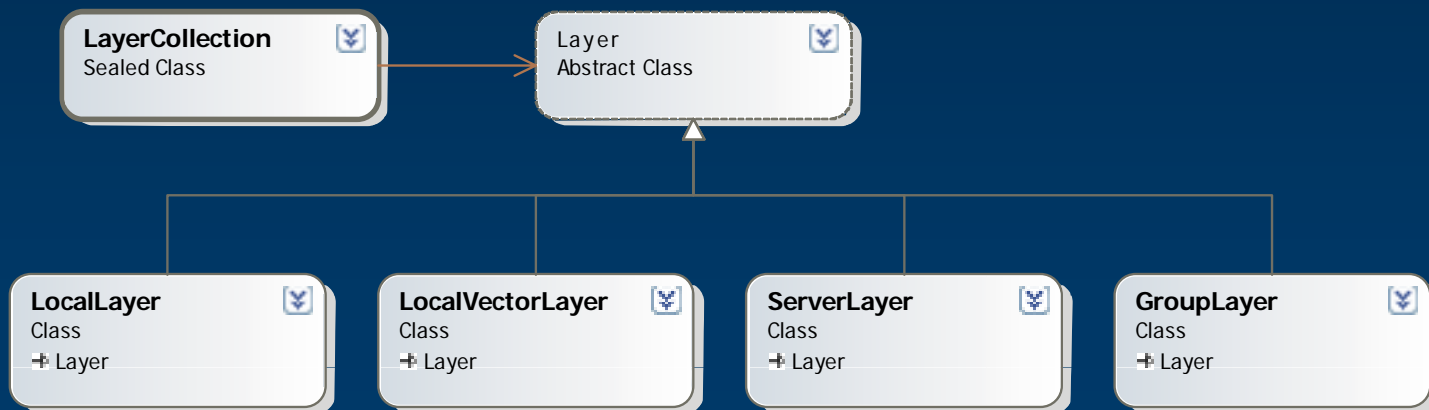 LayerCollection
Sealed Class
Layer
Abstract Class
LocalLayer
Class
Layer
LocalVectorLayer
Class
Layer
ServerLayer
Class
Layer
GroupLayer
Class
Layer